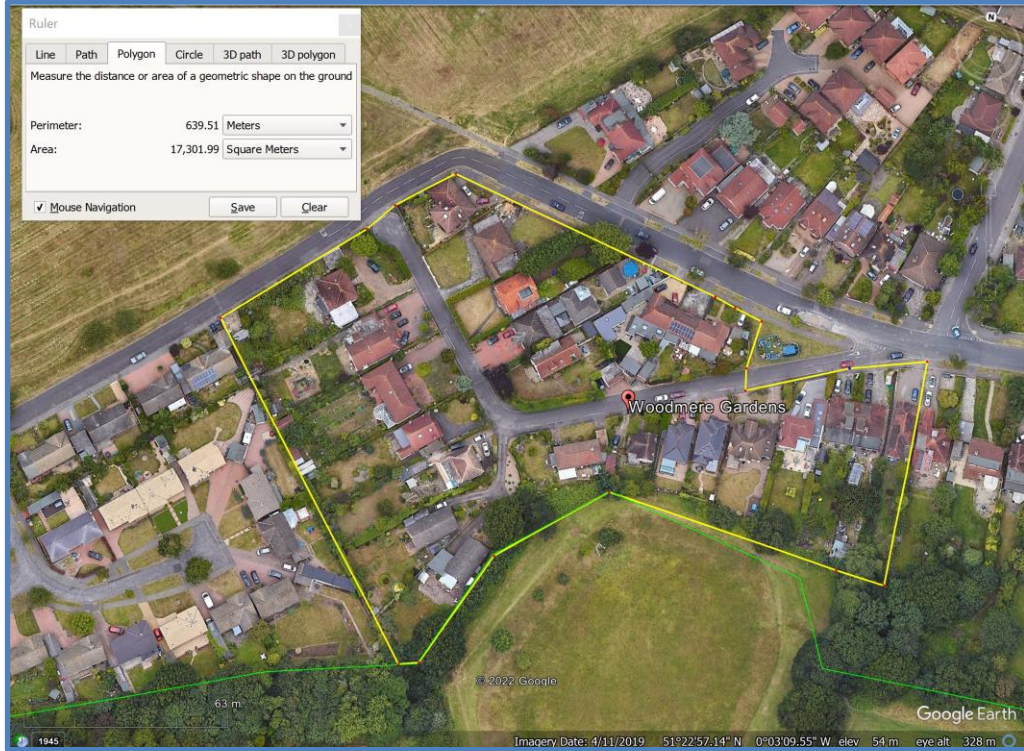 Ruler
Line Path Polygon Circle 3D path 3D polygon
Measure the distance or area of a geometric shape on the ground
Perimeter: 639.51 Meters
Area: 17,301.99 Square Meters
Mouse Navigation Save Clear
N
Woodmere Gardens
© 2022 Google
63 m
Google Earth
1945 Imagery Date: 4/11/2019 51°22'57.14" N 0°03'09.55" W elev 54 m eye alt 328 m